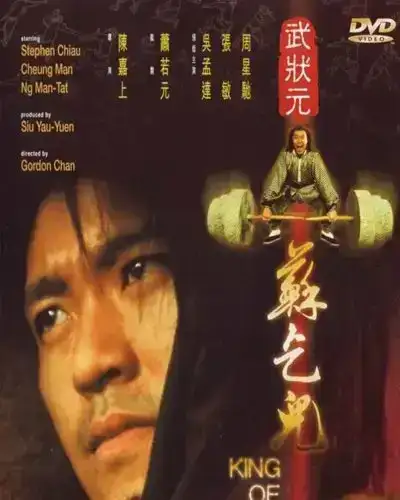 starring
Stephen Chiau
Cheung Man
Ng Man-Tat
produced by
Siu Yau-Yuen
directed by
Gordon Chan
周星馳
張敏
吳孟達
蕭若元
陳嘉上
DVD
VIDEO
武狀元
蘇乞兒
KING
OF